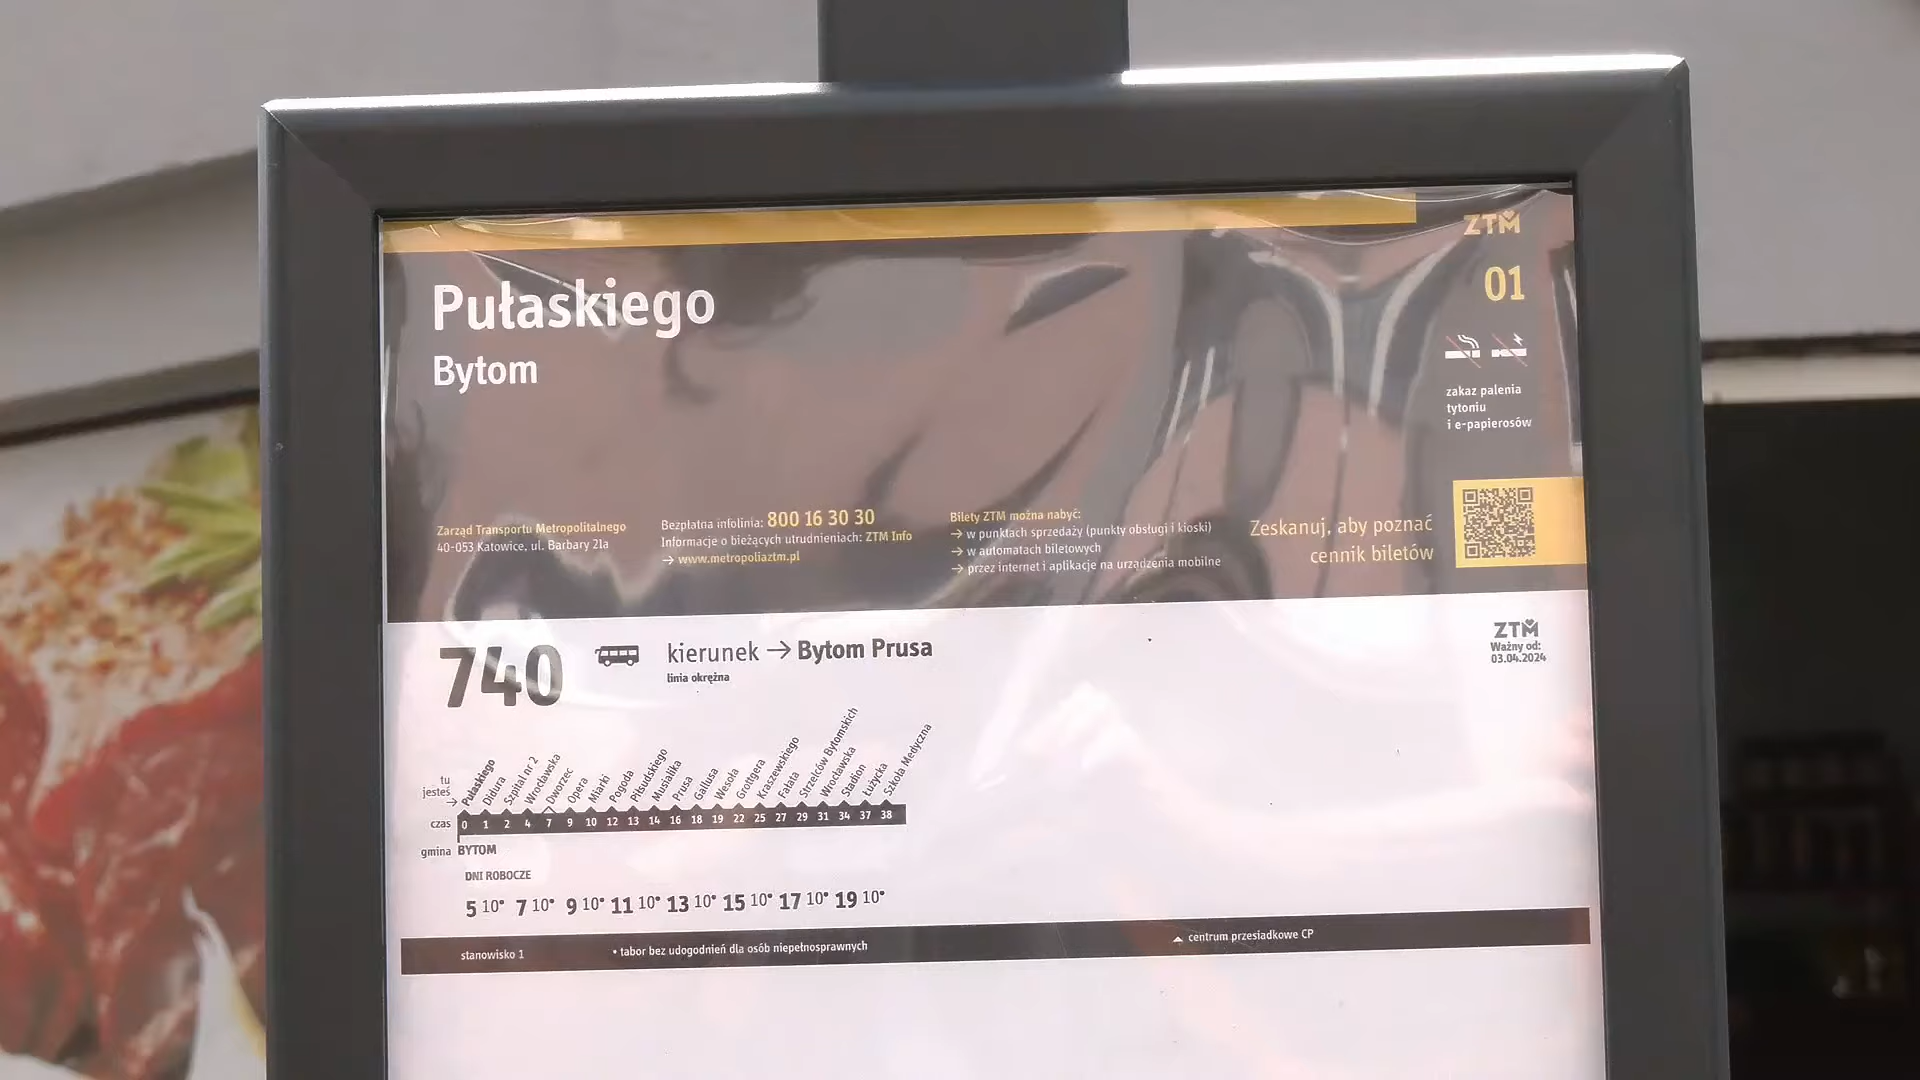 ZTM
01
Pułaskiego
Bytom
zakaz palenia
tytoniu
i e-papierosów
Zarząd Transportu Metropolitalnego
40-053 Katowice, ul. Barbary 21a
Bezpłatna infolinia: 800 16 30 30
Informacje o bieżących utrudnieniach: ZTM Info
→ www.metropoliaztm.pl
Bilety ZTM można nabyć:
→ w punktach sprzedaży (punkty obsługi i kioski)
→ w automatach biletowych
→ przez internet i aplikacje na urządzenia mobilne
Zeskanuj, aby poznać
cennik biletów
740
kierunek → Bytom Prusa
linia okrężna
ZTM
Ważny od:
03.04.2024
tu
jesteś
→
Pułaskiego
Didura
Szpital nr 2
Wrocławska
Dworzec
Opera
Miarki
Pogoda
Piłsudskiego
Musialika
Prusa
Gallusa
Wesoła
Grottgera
Kraszewskiego
Fałata
Strzelców Bytomskich
Wrocławska
Stadion
Łużycka
Szkoła Medyczna
czas 0 1 2 4 7 9 10 12 13 14 16 18 19 22 25 27 29 31 34 37 38
gmina BYTOM
DNI ROBOCZE
5 10• 7 10• 9 10• 11 10• 13 10• 15 10• 17 10• 19 10•
stanowisko 1
• tabor bez udogodnień dla osób niepełnosprawnych
centrum przesiadkowe CP